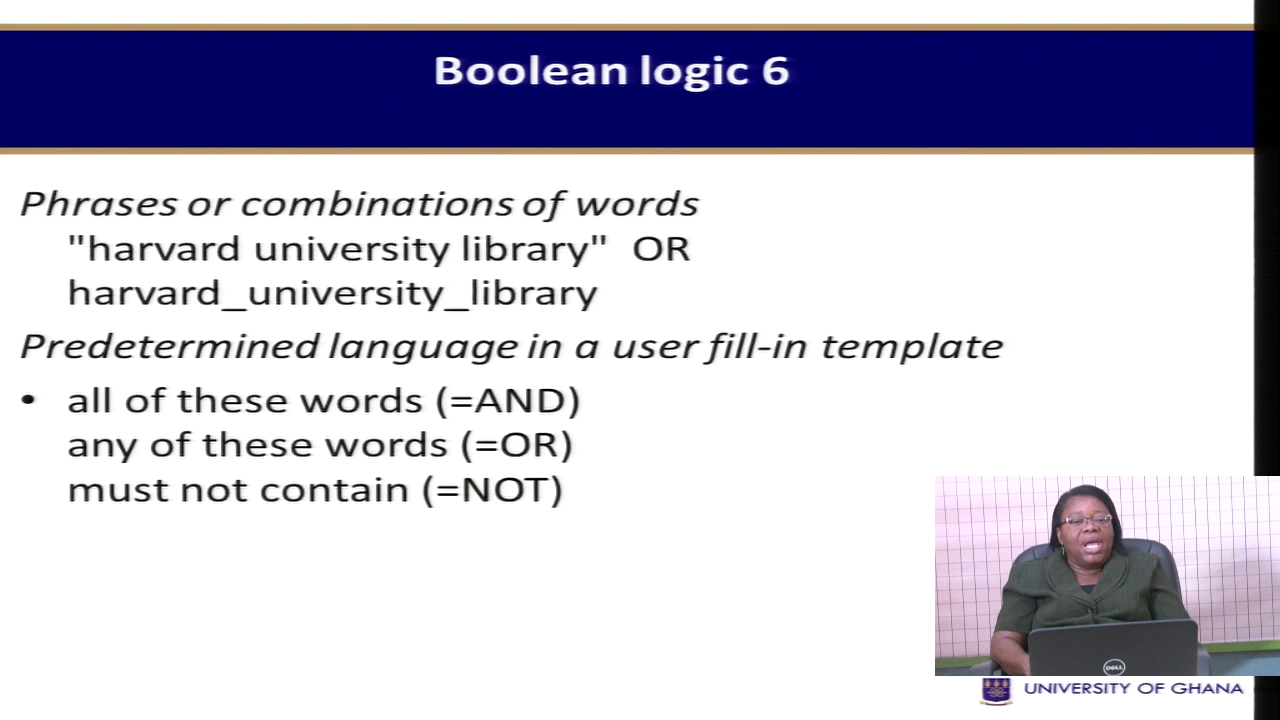 Boolean logic 6
Phrases or combinations of words
"harvard university library" OR
harvard_university_library
Predetermined language in a user fill-in template
• all of these words (=AND)
any of these words (=OR)
must not contain (=NOT)
DELL
UNIVERSITY OF GHANA